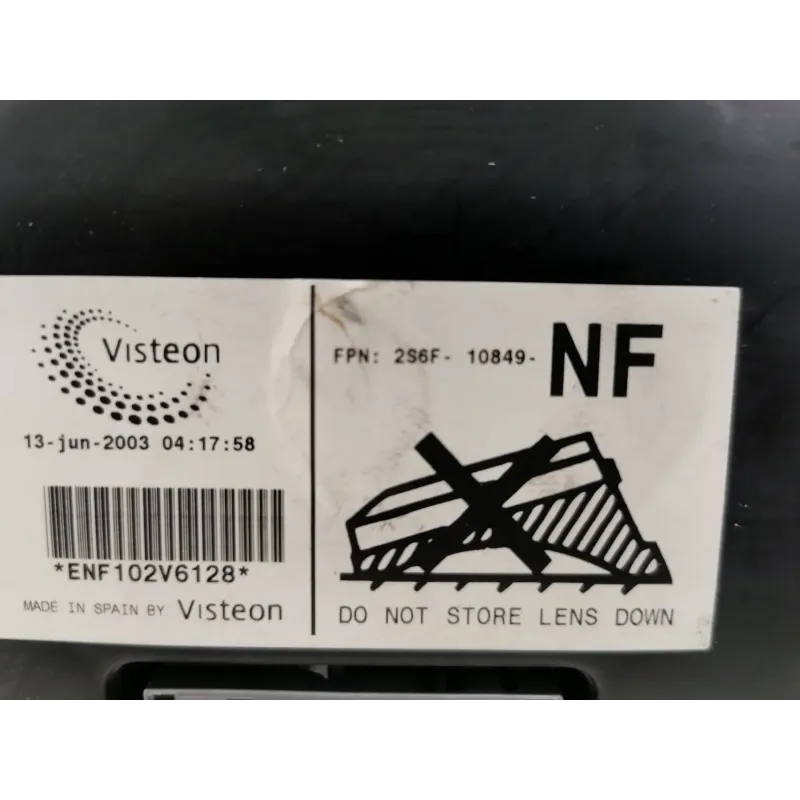 Visteon
13-jun-2003 04:17:58
*ENF102V6128*
MADE IN SPAIN BY Visteon
FPN: 2S6F- 10849- NF
DO NOT STORE LENS DOWN